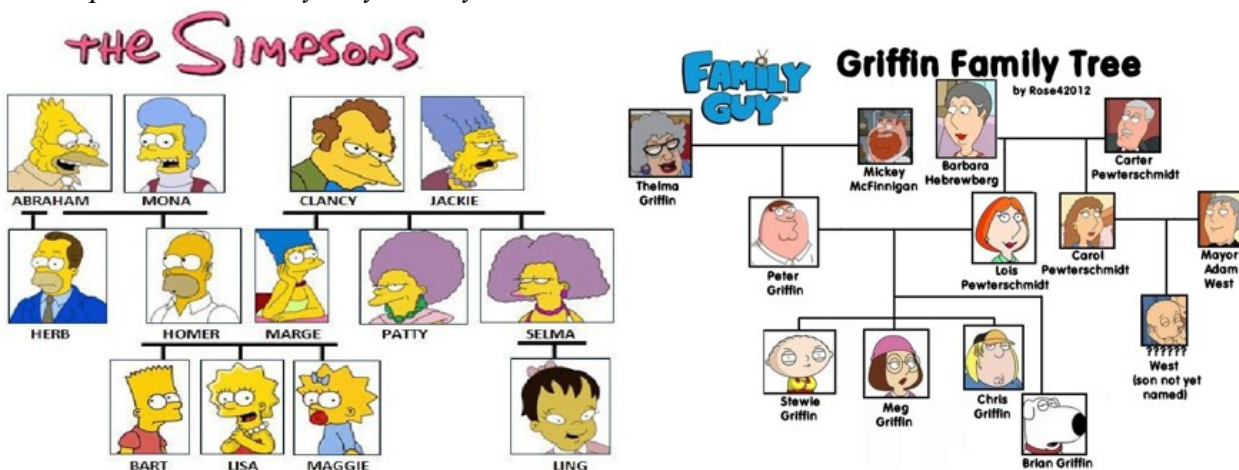 the Simpsons
ABRAHAM MONA CLANCY JACKIE
HERB HOMER MARGE PATTY SELMA
BART LISA MAGGIE LING
FAMILY
GUY™
Griffin Family Tree
by Rose42012
Thelma
Griffin
Mickey
McFinnigan
Barbara
Hebrewberg
Carter
Pewterschmidt
Peter
Griffin
Lois
Pewterschmidt
Carol
Pewterschmidt
Mayor
Adam
West
Stewie
Griffin
Meg
Griffin
Chris
Griffin
Brian Griffin
??????
West
(son not yet
named)